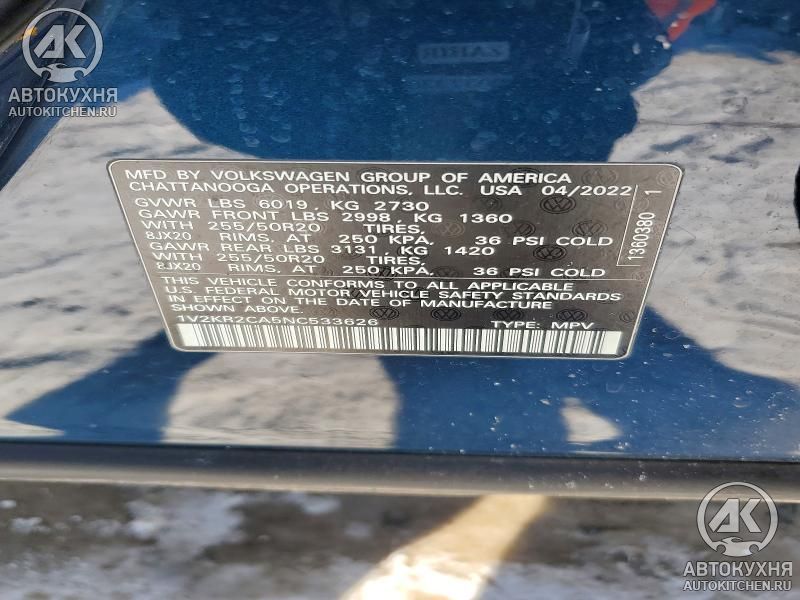 АК
АВТОКУХНЯ
AUTOKITCHEN.RU
MFD BY VOLKSWAGEN GROUP OF AMERICA
CHATTANOOGA OPERATIONS, LLC. USA 04/2022
GVWR LBS 6019, KG 2730
GAWR FRONT LBS 2998, KG 1360
WITH 255/50R20 TIRES,
8JX20 RIMS, AT 250 KPA, 36 PSI COLD
GAWR REAR LBS 3131, KG 1420
WITH 255/50R20 TIRES,
8JX20 RIMS, AT 250 KPA, 36 PSI COLD
THIS VEHICLE CONFORMS TO ALL APPLICABLE
U.S. FEDERAL MOTOR VEHICLE SAFETY STANDARDS
IN EFFECT ON THE DATE OF MANUFACTURE
SHOWN ABOVE.
1V2KR2CA5NC533626 TYPE: MPV
1360380 1
АК
АВТОКУХНЯ
AUTOKITCHEN.RU